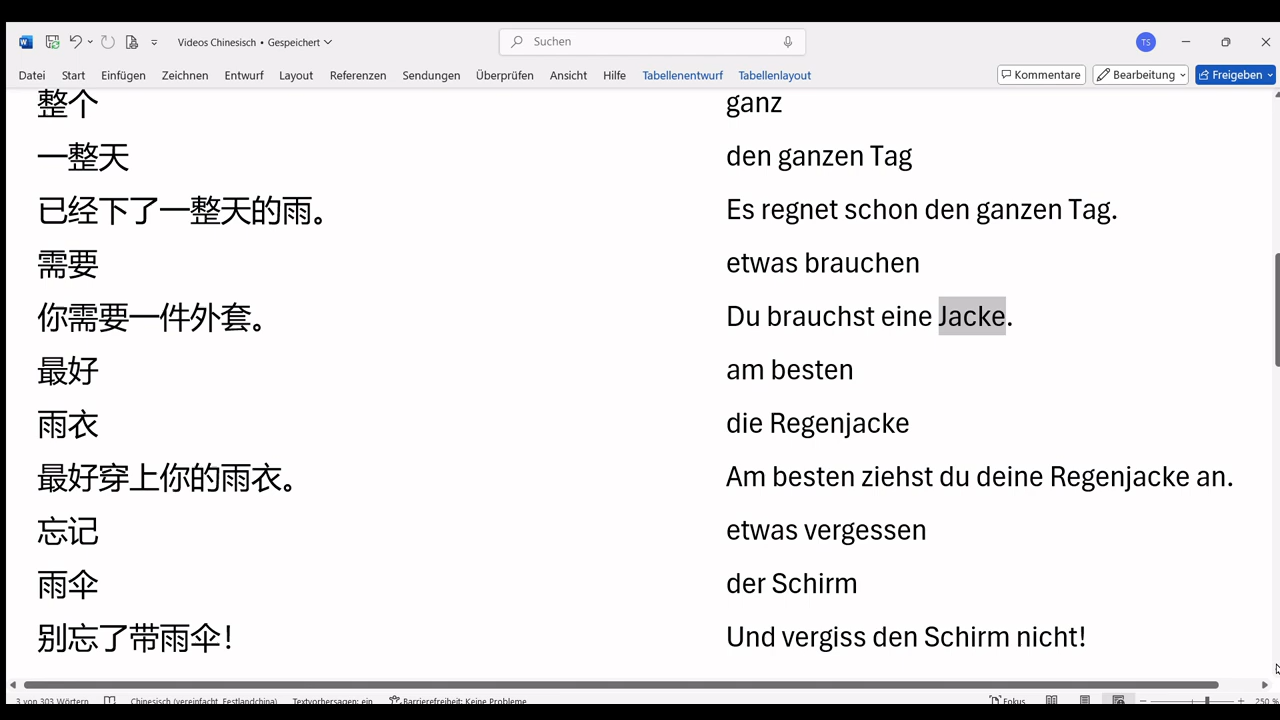 Videos Chinesisch • Gespeichert
Suchen
TS
Datei Start Einfügen Zeichnen Entwurf Layout Referenzen Sendungen Überprüfen Ansicht Hilfe Tabellenentwurf Tabellenlayout Kommentare Bearbeitung Freigeben
整个 ganz
一整天 den ganzen Tag
已经下了一整天的雨。 Es regnet schon den ganzen Tag.
需要 etwas brauchen
你需要一件外套。 Du brauchst eine Jacke.
最好 am besten
雨衣 die Regenjacke
最好穿上你的雨衣。 Am besten ziehst du deine Regenjacke an.
忘记 etwas vergessen
雨伞 der Schirm
别忘了带雨伞！ Und vergiss den Schirm nicht!
3 von 303 Wörtern Chinesisch (vereinfacht, Festlandchina) Textvorhersagen: ein Barrierefreiheit: Keine Probleme Fokus 250 %